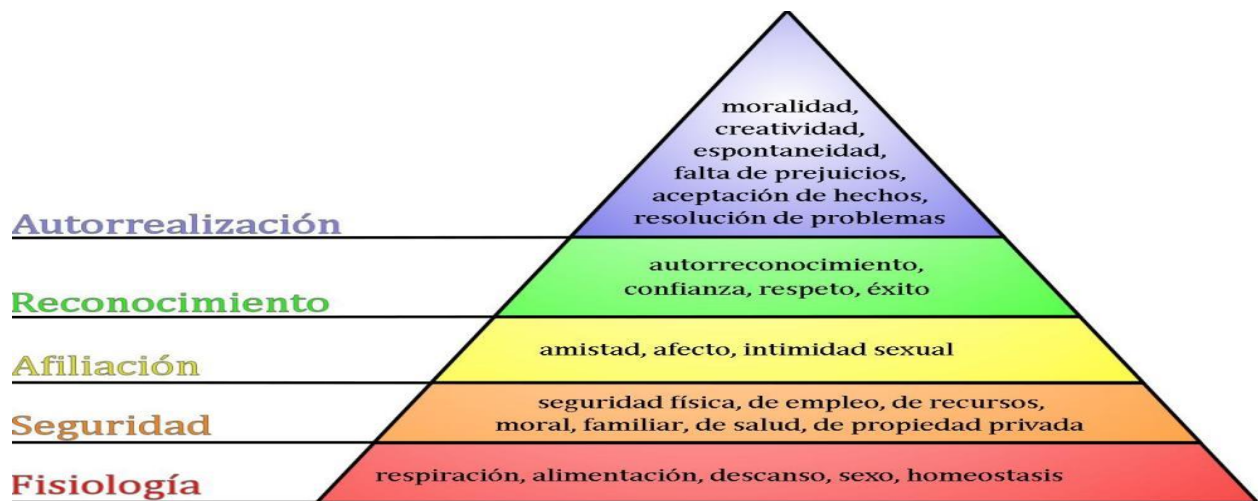 moralidad,
creatividad,
espontaneidad,
falta de prejuicios,
aceptación de hechos,
resolución de problemas
Autorrealización
autorreconocimiento,
confianza, respeto, éxito
Reconocimiento
amistad, afecto, intimidad sexual
Afiliación
seguridad física, de empleo, de recursos,
moral, familiar, de salud, de propiedad privada
Seguridad
respiración, alimentación, descanso, sexo, homeostasis
Fisiología